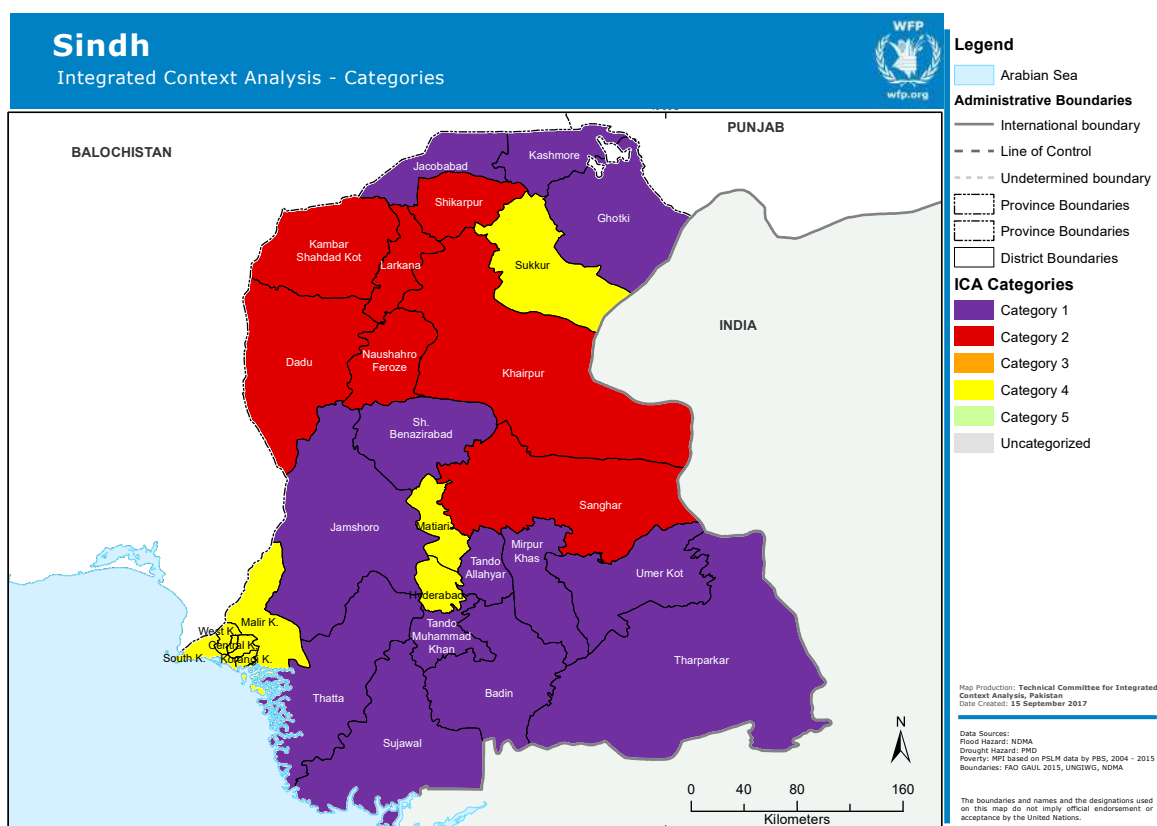 Sindh
Integrated Context Analysis - Categories
WFP
wfp.org
BALOCHISTAN
PUNJAB
INDIA
Jacobabad
Kashmore
Shikarpur
Ghotki
Kambar
Shahdad Kot
Larkana
Sukkur
Dadu
Naushahro
Feroze
Khairpur
Sh.
Benazirabad
Sanghar
Jamshoro
Matiari
Mirpur
Khas
Tando
Allahyar
Umer Kot
Hyderabad
Malir K.
West K.
Central K.
South K.
Korangi K.
Tando
Muhammad
Khan
Tharparkar
Thatta
Badin
Sujawal
N
0 40 80 160
Kilometers
Legend
Arabian Sea
Administrative Boundaries
International boundary
Line of Control
Undetermined boundary
Province Boundaries
Province Boundaries
District Boundaries
ICA Categories
Category 1
Category 2
Category 3
Category 4
Category 5
Uncategorized
Map Production: Technical Committee for Integrated
Context Analysis, Pakistan
Date Created: 15 September 2017
Data Sources:
Flood Hazard: NDMA
Drought Hazard: PMD
Poverty: MPI based on PSLM data by PBS, 2004 - 2015
Boundaries: FAO GAUL 2015, UNGIWG, NDMA
The boundaries and names and the designations used
on this map do not imply official endorsement or
acceptance by the United Nations.